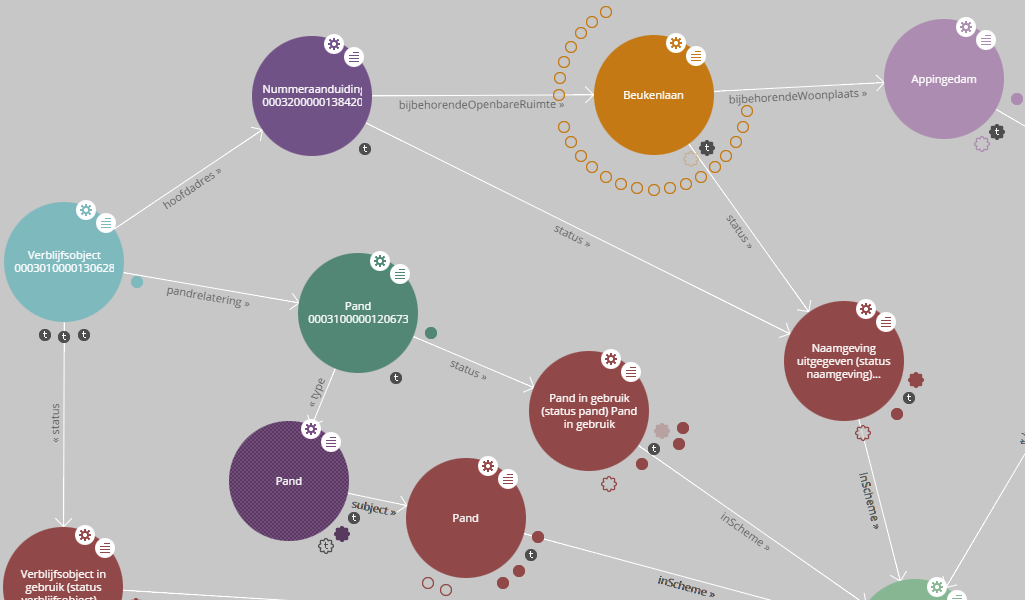 Appingedam
Nummeraanduiding
0003200000138420
bijbehorendeOpenbareRuimte »
Beukenlaan
bijbehorendeWoonplaats »
t
t
t
hoofdadres »
status »
status »
Verblijfsobject
0003010000130628
pandrelatering »
Pand
0003100000120673
t
t
t
status »
t
Naamgeving
uitgegeven (status
naamgeving)...
t
« type
« status
Pand in gebruik
(status pand) Pand
in gebruik
t
Pand
subject »
t
t
Pand
t
inScheme »
inScheme »
inScheme »
Verblijfsobject in
gebruik (status
verblijfsobject)